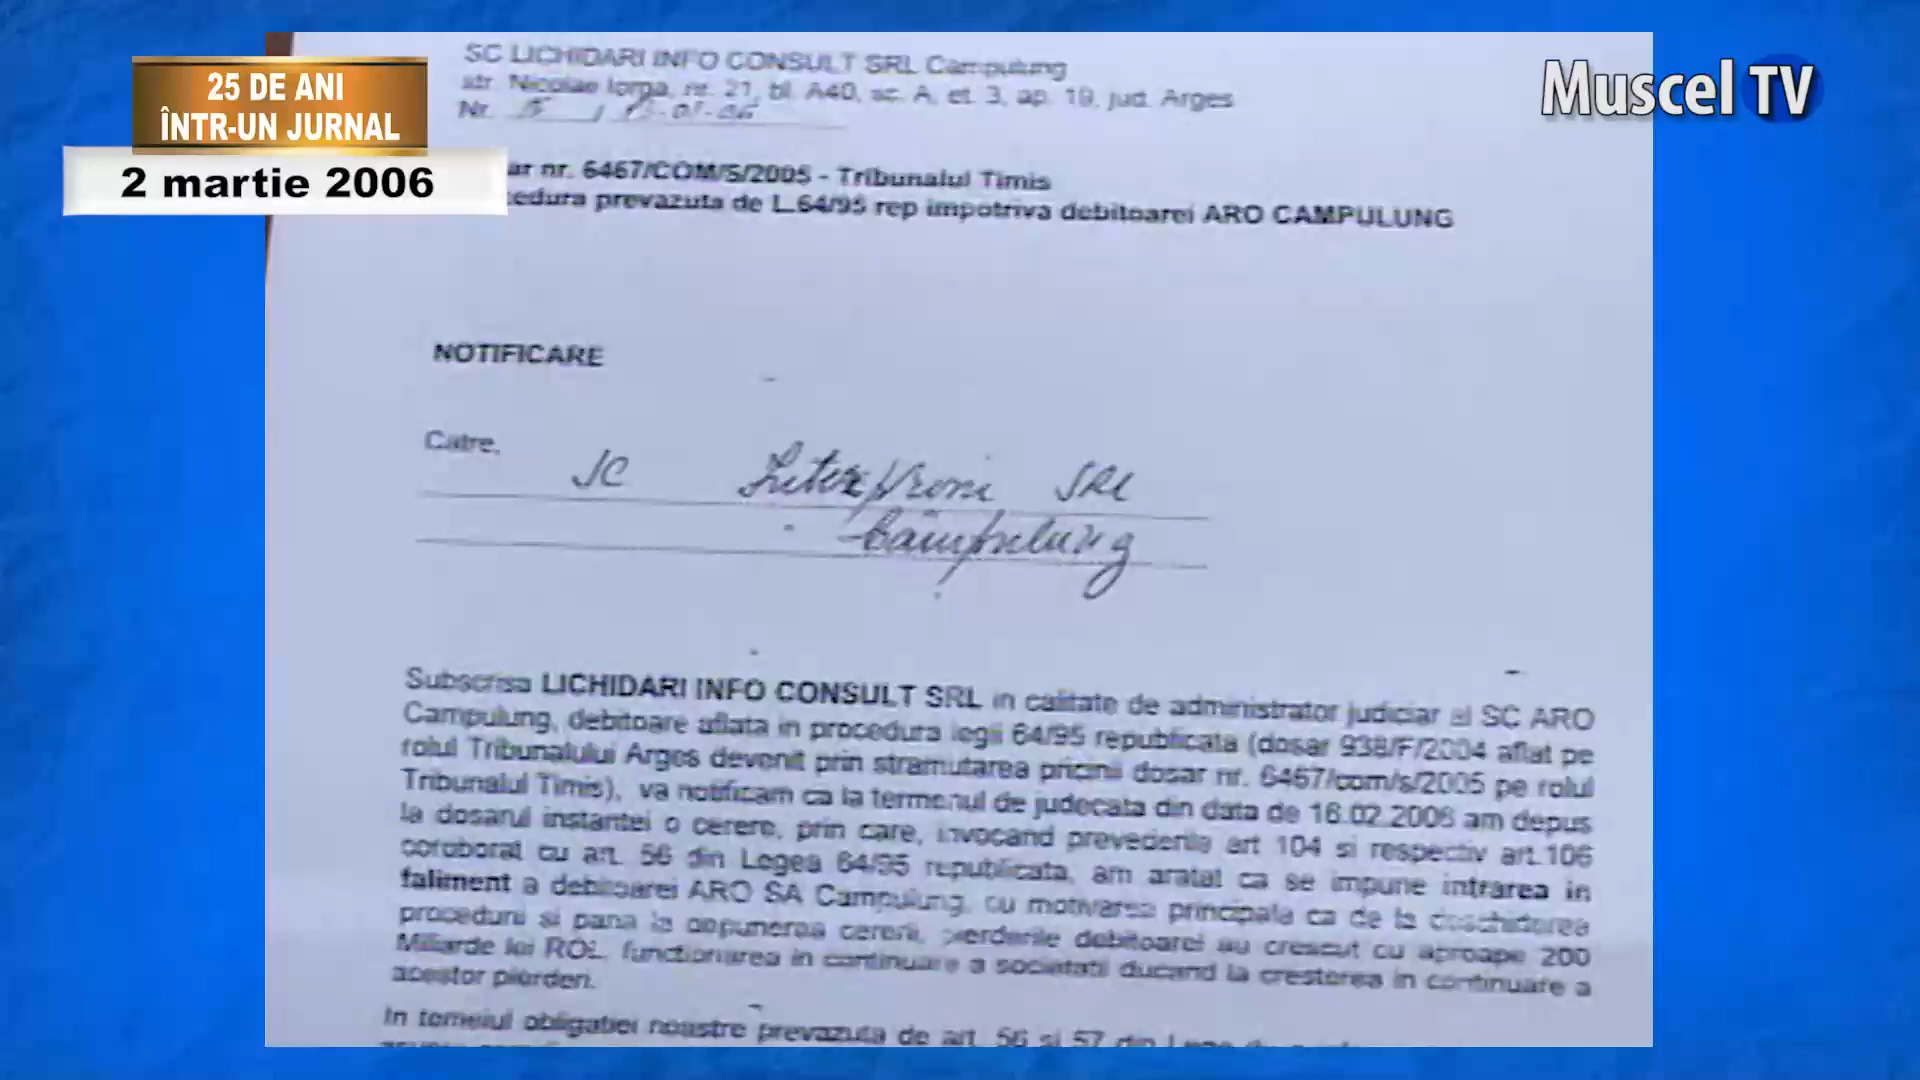 25 DE ANI
ÎNTR-UN JURNAL
2 martie 2006
Muscel TV
SC LICHIDARI INFO CONSULT SRL Campulung
str. Nicolae Iorga, nr. 21, bl. A40, sc. A, et. 3, ap. 19, jud. Arges
Nr.
ar nr. 6467/COM/S/2005 - Tribunalul Timis
cedura prevazuta de L.64/95 rep impotriva debitoarei ARO CAMPULUNG
NOTIFICARE
Catre,
SC SRL
Câmpulung
Subscrisa LICHIDARI INFO CONSULT SRL in calitate de administrator judiciar al SC ARO
Campulung, debitoare aflata in procedura legii 64/95 republicata (dosar 938/F/2004 aflat pe
rolul Tribunalului Arges devenit prin stramutarea pricinii dosar nr. 6467/com/s/2005 pe rolul
Tribunalul Timis), va notificam ca la termenul de judecata din data de 16.02.2006 am depus
la dosarul instantei o cerere, prin care, invocand prevederile art 104 si respectiv art.106
coroborat cu art. 56 din Legea 64/95 republicata, am aratat ca se impune intrarea in
faliment a debitoarei ARO SA Campulung, cu motivarea principala ca de la deschiderea
procedurii si pana la depunerea cererii, pierderile debitoarei au crescut cu aproape 200
Miliarde lei ROL, functionarea in continuare a societatii ducand la cresterea in continuare a
acestor pierderi.
In temeiul obligatiei noastre prevazuta de art. 56 si 57 din